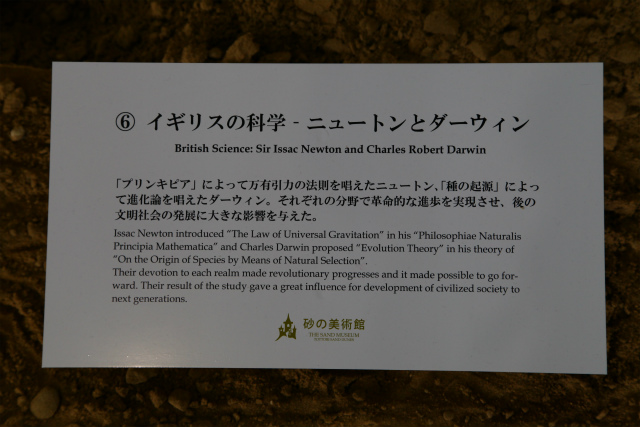 ⑥ イギリスの科学 - ニュートンとダーウィン
British Science: Sir Issac Newton and Charles Robert Darwin
「プリンキピア」によって万有引力の法則を唱えたニュートン、「種の起源」によっ
て進化論を唱えたダーウィン。それぞれの分野で革命的な進歩を実現させ、後の
文明社会の発展に大きな影響を与えた。
Issac Newton introduced “The Law of Universal Gravitation” in his “Philosophiae Naturalis
Principia Mathematica” and Charles Darwin proposed “Evolution Theory” in his theory of
“On the Origin of Species by Means of Natural Selection”.
Their devotion to each realm made revolutionary progresses and it made possible to go for-
ward. Their result of the study gave a great influence for development of civilized society to
next generations.
砂の美術館
THE SAND MUSEUM